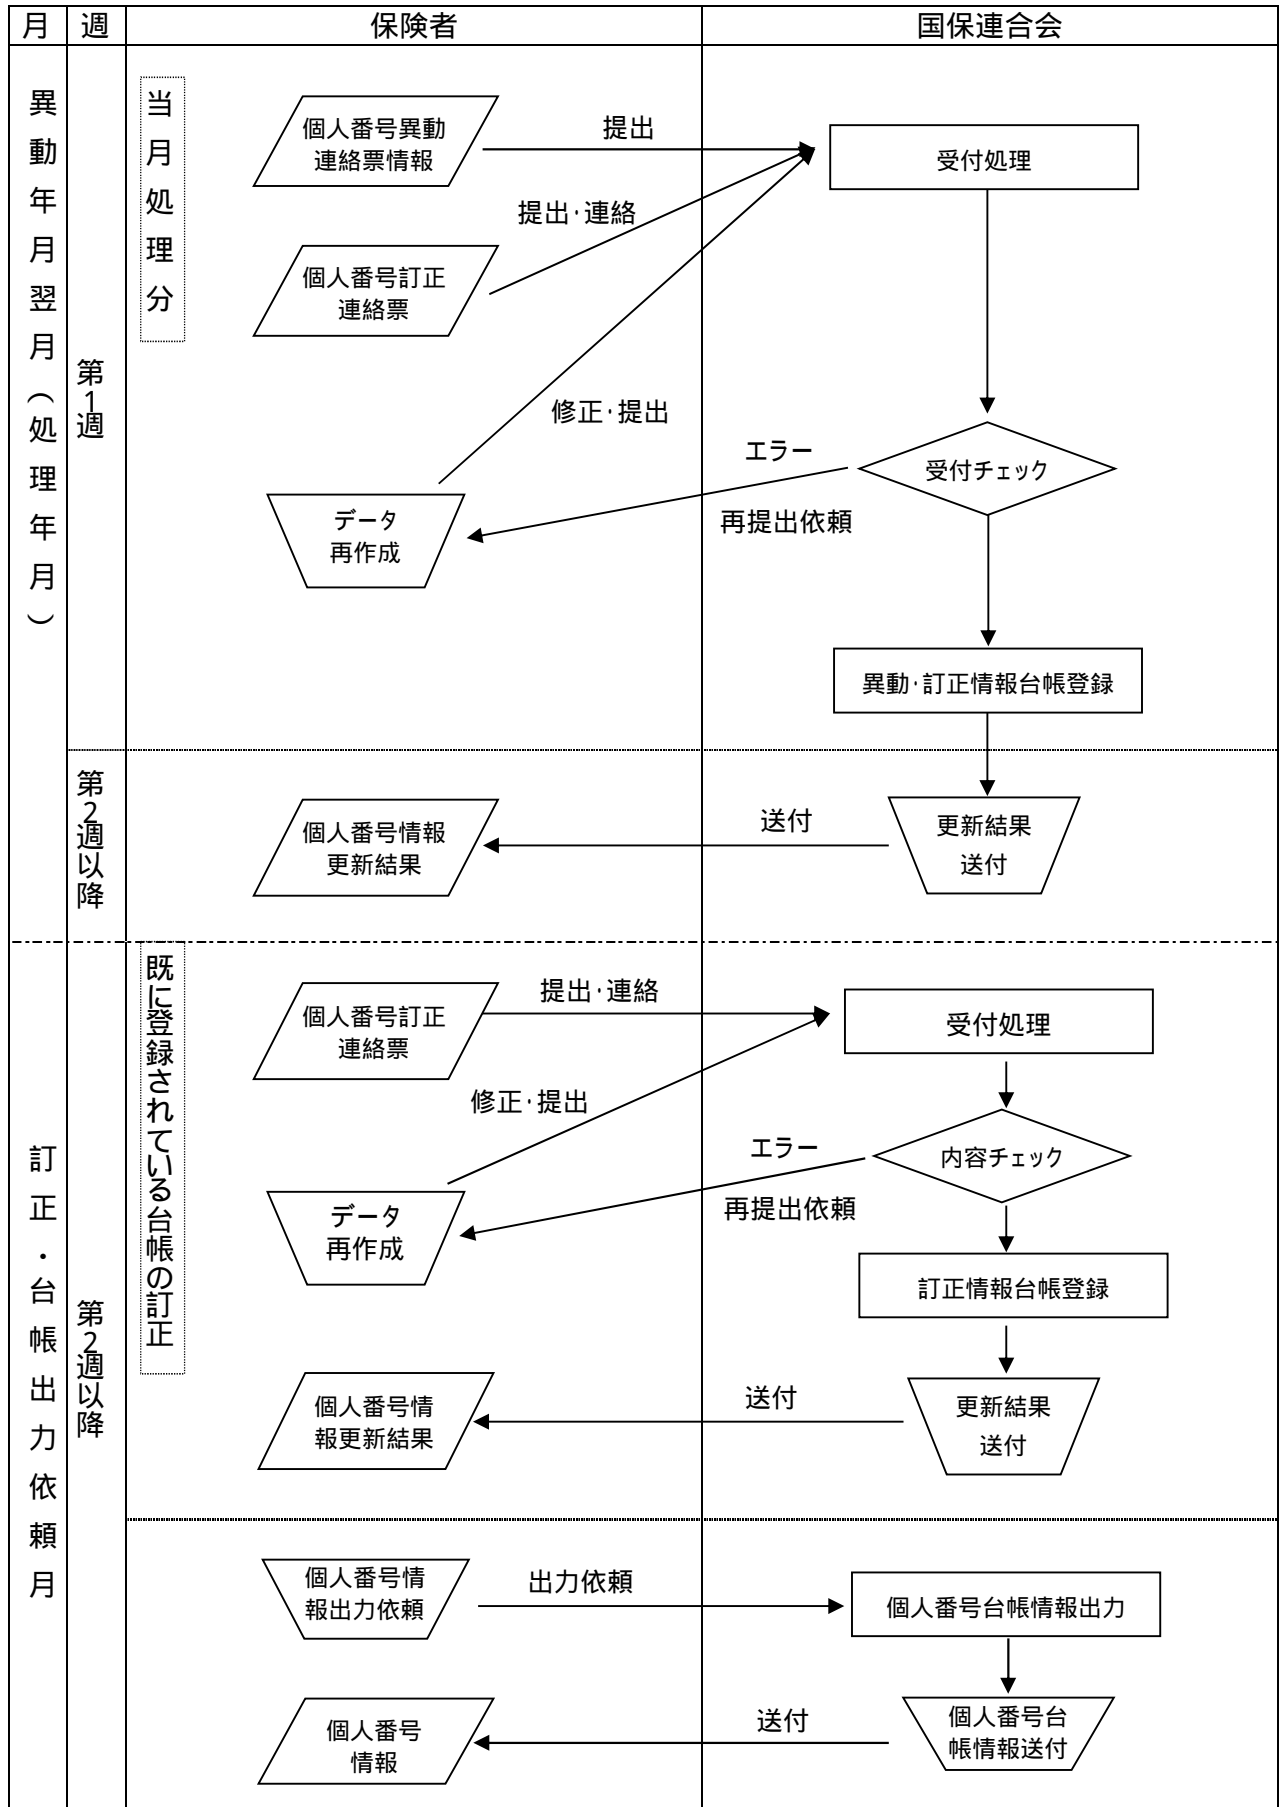 月
週
保険者
国保連合会
異動年月翌月（処理年月）
第1週
当月処理分
個人番号異動
連絡票情報
提出
受付処理
提出・連絡
個人番号訂正
連絡票
修正・提出
エラー
受付チェック
再提出依頼
データ
再作成
異動・訂正情報台帳登録
第2週以降
個人番号情報
更新結果
送付
更新結果
送付
訂正・台帳出力依頼月
第2週以降
既に登録されている台帳の訂正
個人番号訂正
連絡票
提出・連絡
受付処理
修正・提出
エラー
内容チェック
再提出依頼
データ
再作成
訂正情報台帳登録
個人番号情
報更新結果
送付
更新結果
送付
個人番号情
報出力依頼
出力依頼
個人番号台帳情報出力
個人番号
情報
送付
個人番号台
帳情報送付